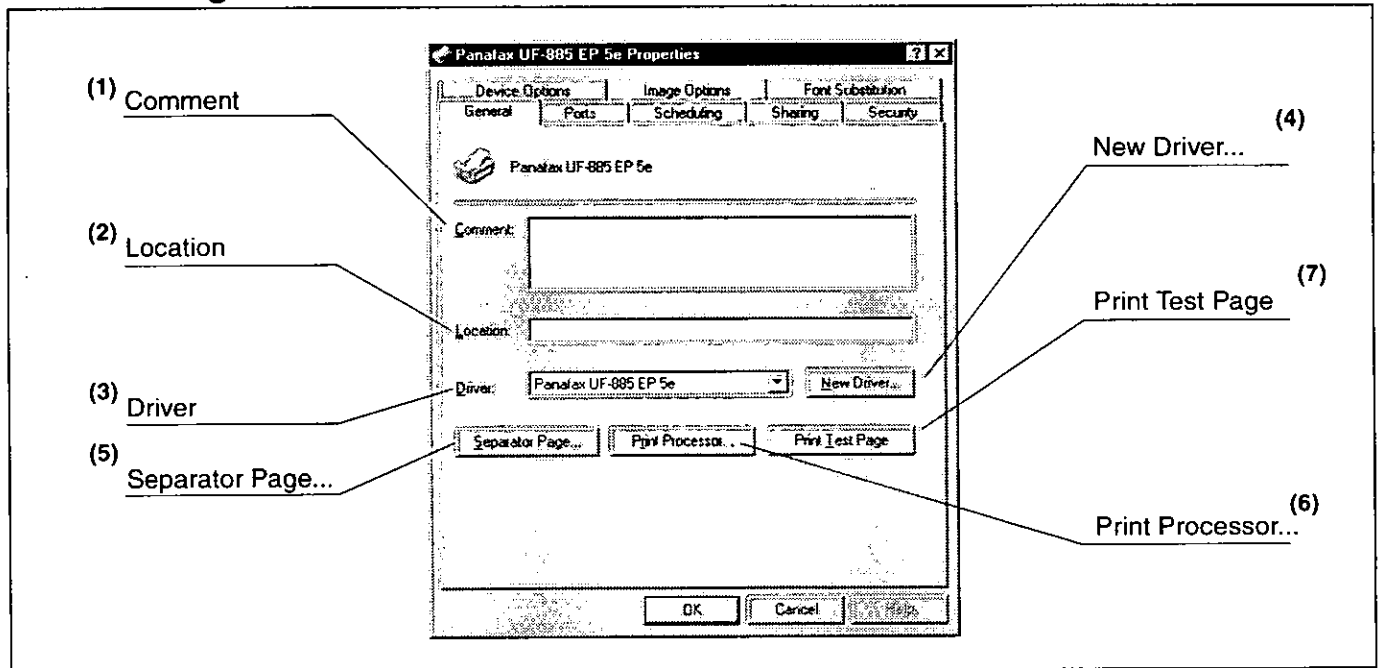 Panafax UF-885 EP 5e Properties
Device Options Image Options Font Substitution
General Ports Scheduling Sharing Security
Panafax UF-885 EP 5e
Comment:
Location:
Driver: Panafax UF-885 EP 5e New Driver...
Separator Page... Print Processor... Print Test Page
OK Cancel Help
(1) Comment
(2) Location
(3) Driver
(5) Separator Page...
(4) New Driver...
(7) Print Test Page
(6) Print Processor...